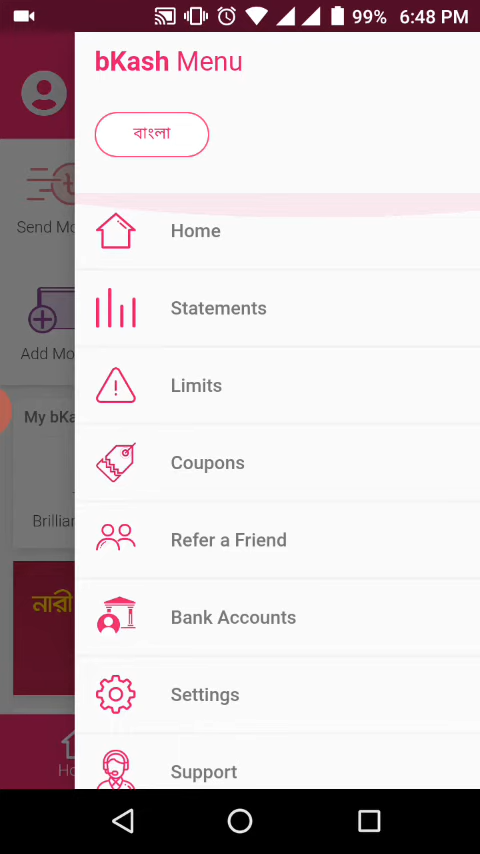 99% 6:48 PM
bKash Menu
বাংলা
Home
Statements
Limits
Coupons
Refer a Friend
Bank Accounts
Settings
Support
Send Mo
Add Mo
My bKa
Brillian
নারী
Ho